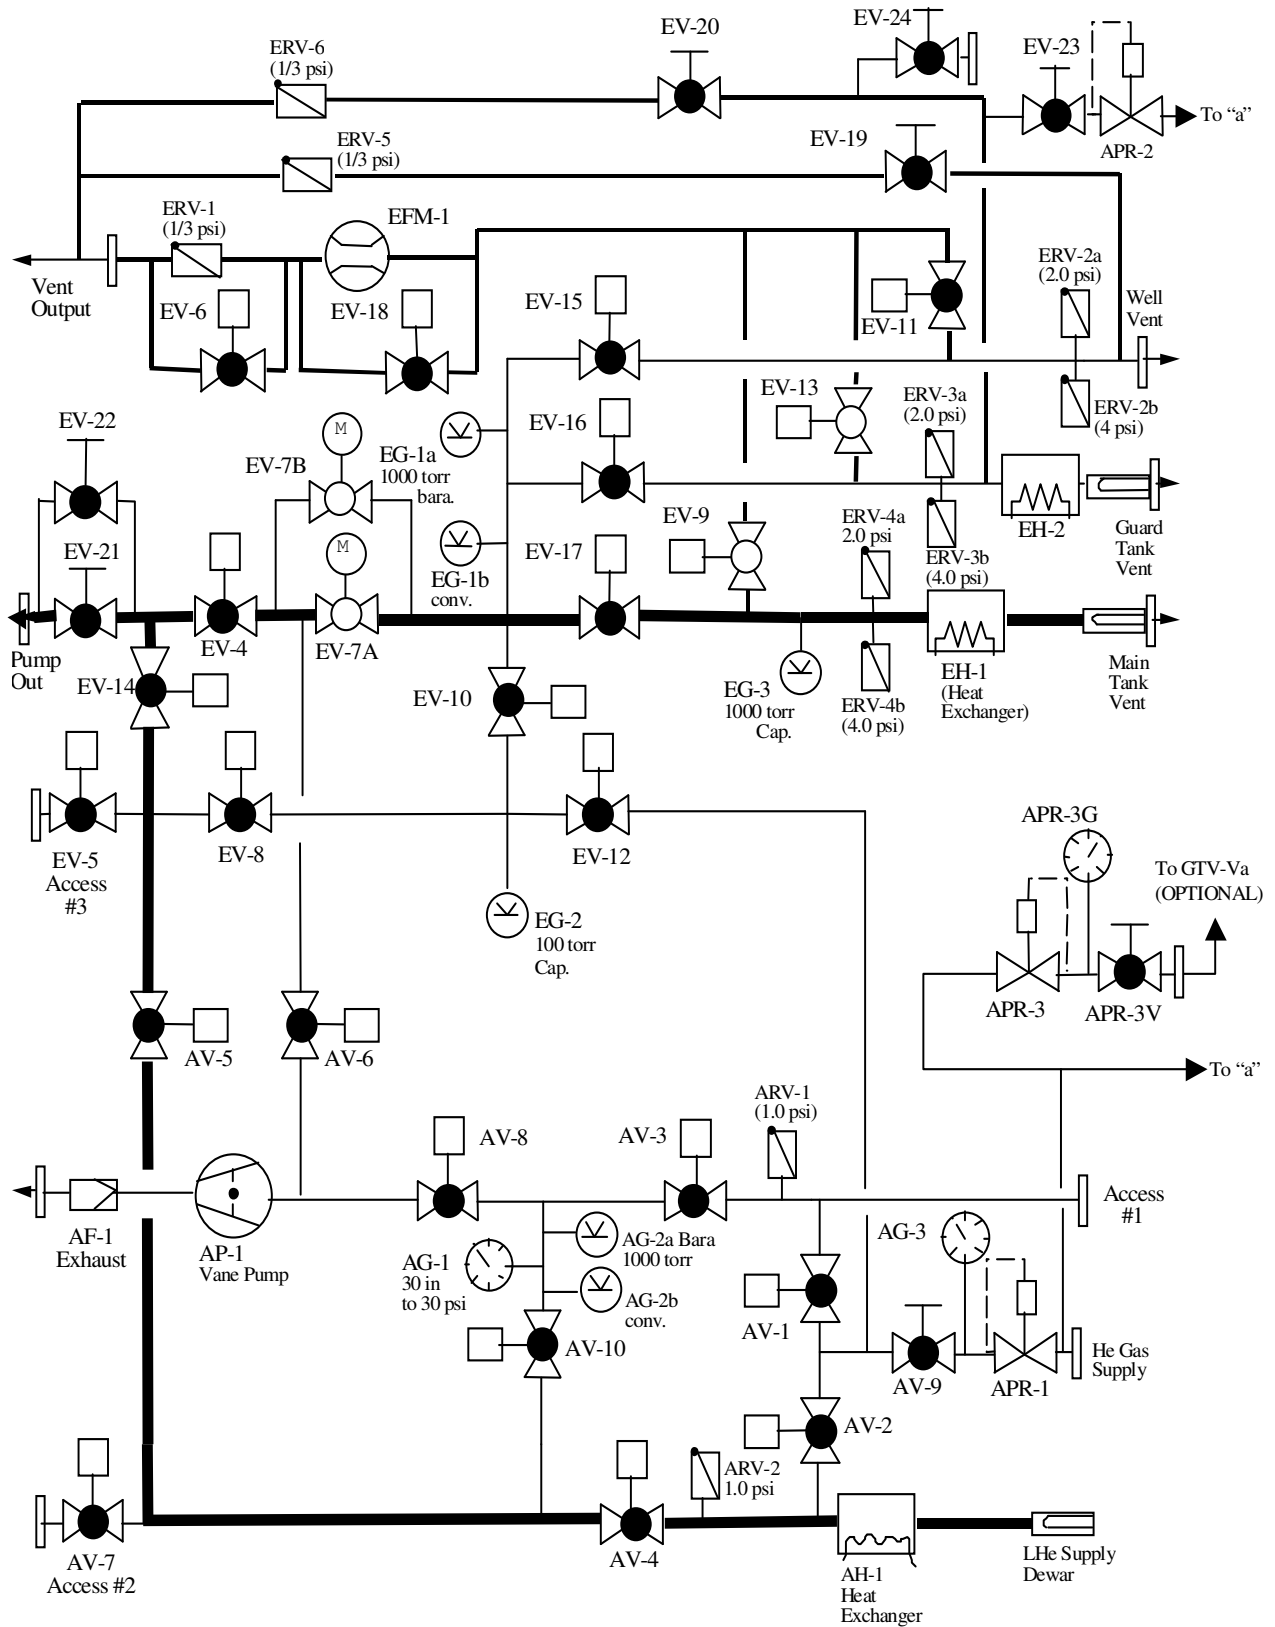 EV-24
EV-20
ERV-6
(1/3 psi)
EV-23
To “a”
APR-2
ERV-5
(1/3 psi)
EV-19
ERV-1
(1/3 psi)
EFM-1
Vent
Output
EV-6
EV-18
EV-15
EV-11
ERV-2a
(2.0 psi)
Well
Vent
EV-13
ERV-3a
(2.0 psi)
ERV-2b
(4 psi)
EV-22
M
EV-7B
EG-1a
1000 torr
bara.
EV-16
EV-9
ERV-4a
2.0 psi
EH-2
Guard
Tank
Vent
EV-21
M
EG-1b
conv.
EV-17
ERV-3b
(4.0 psi)
Pump
Out
EV-4
EV-7A
EV-14
EV-10
EG-3
1000 torr
Cap.
ERV-4b
(4.0 psi)
EH-1
(Heat
Exchanger)
Main
Tank
Vent
EV-5
Access
#3
EV-8
EV-12
APR-3G
To GTV-Va
(OPTIONAL)
EG-2
100 torr
Cap.
APR-3
APR-3V
AV-5
AV-6
To “a”
ARV-1
(1.0 psi)
AV-8
AV-3
Access
#1
AF-1
Exhaust
AP-1
Vane Pump
AG-1
30 in
to 30 psi
AG-2a Bara
1000 torr
AG-2b
conv.
AG-3
AV-1
AV-10
AV-9
APR-1
He Gas
Supply
AV-2
ARV-2
1.0 psi
AV-7
Access #2
AV-4
AH-1
Heat
Exchanger
LHe Supply
Dewar